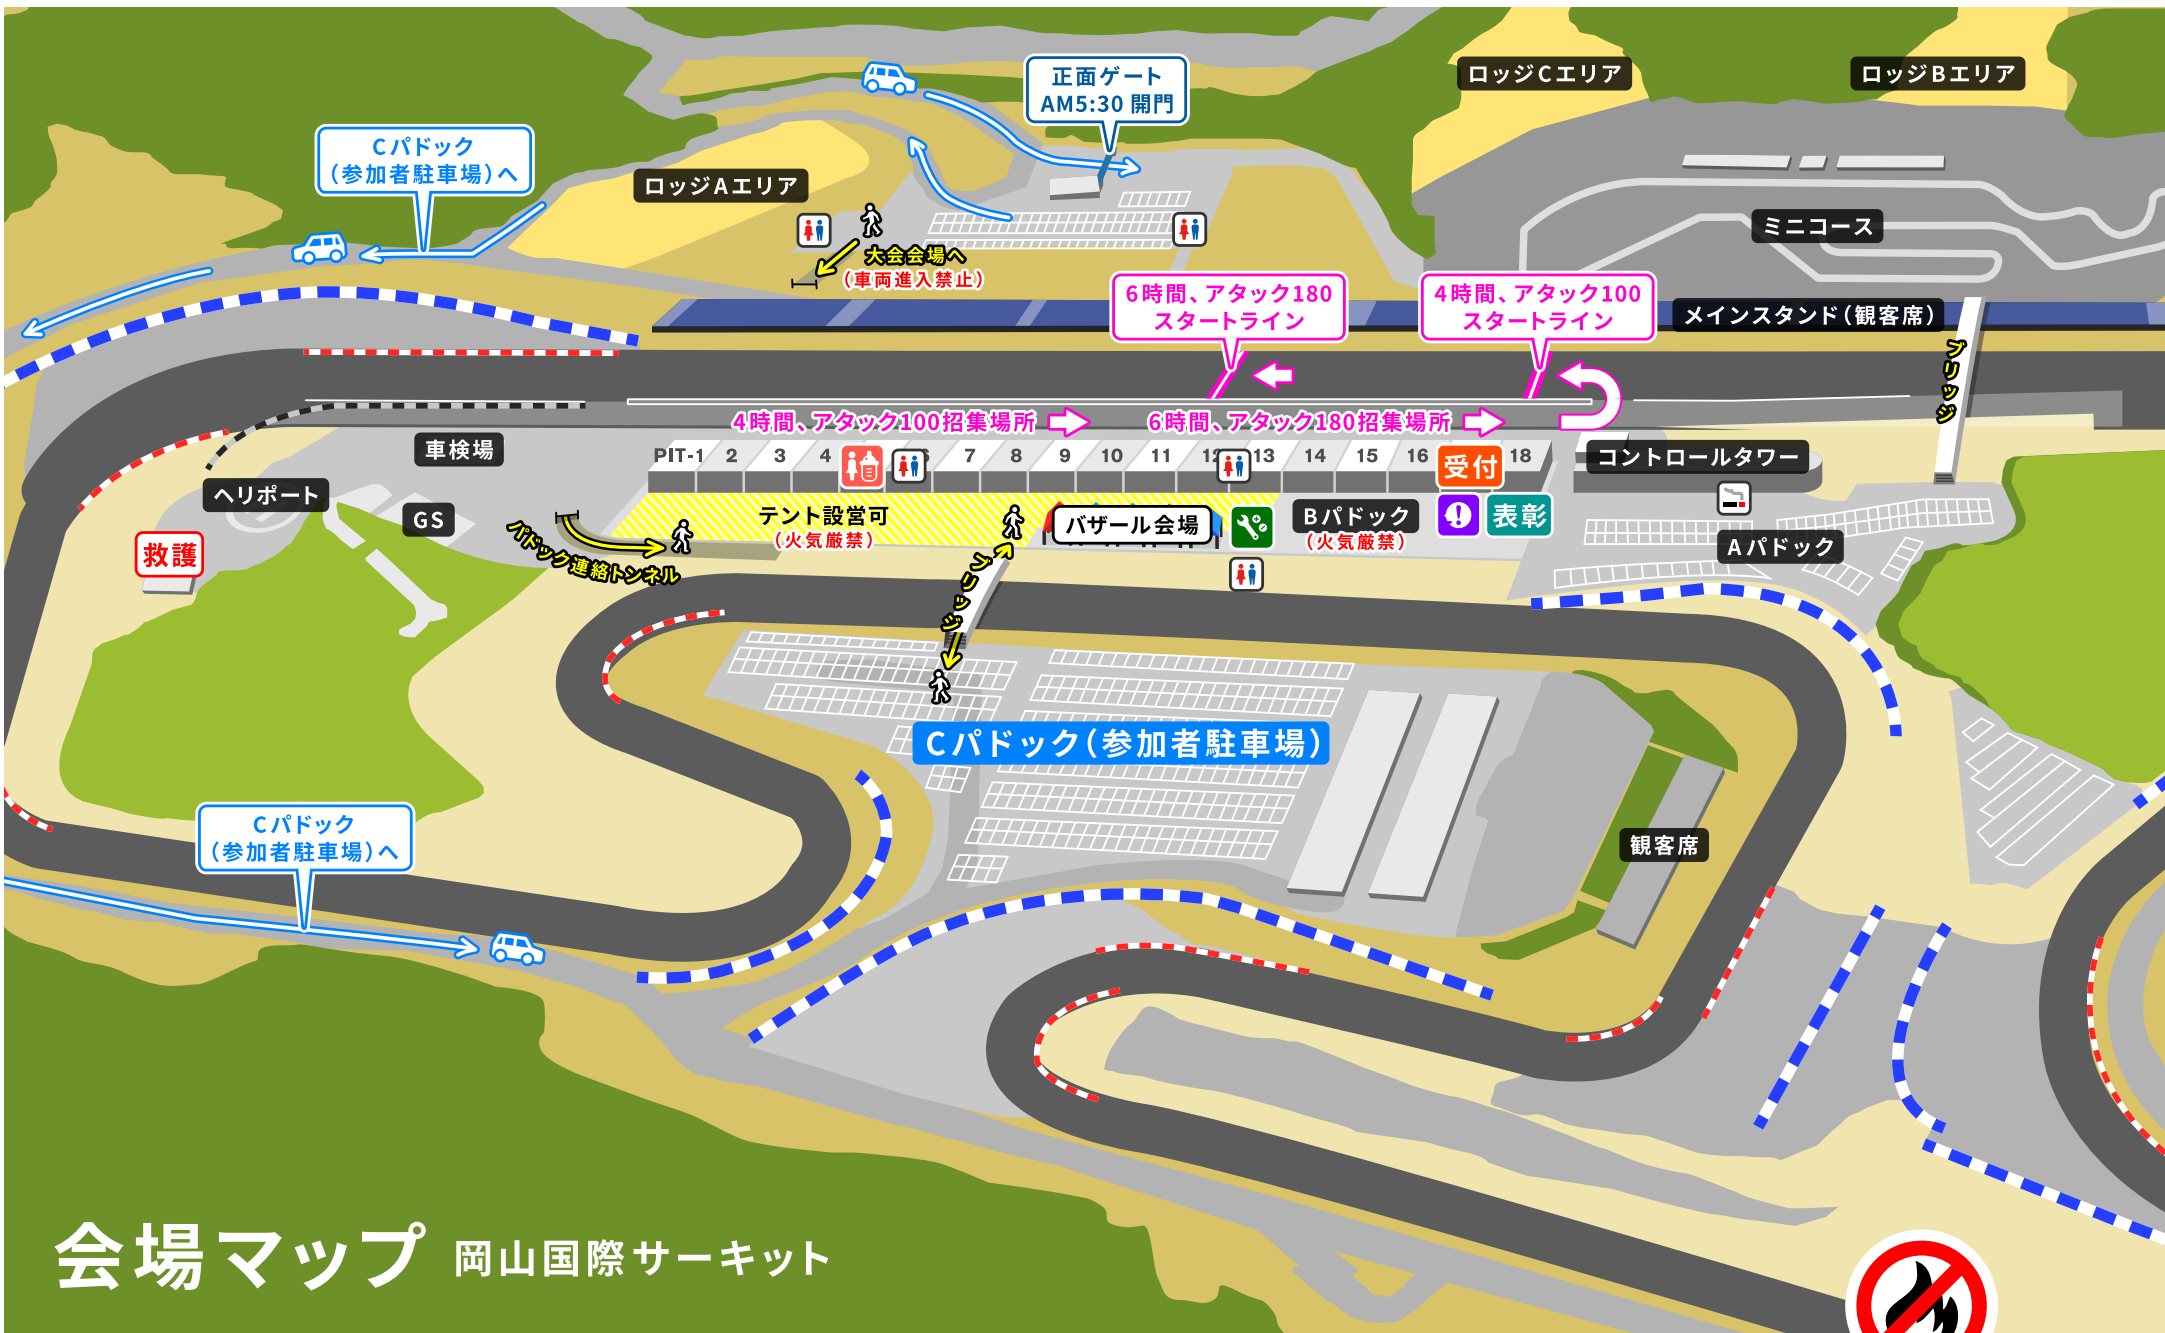 ロッジCエリア
ロッジBエリア
正面ゲート
AM5:30 開門
Cパドック
(参加者駐車場)へ
ロッジAエリア
ミニコース
大会会場へ
(車両進入禁止)
6時間、アタック180
スタートライン
4時間、アタック100
スタートライン
メインスタンド(観客席)
ブリッジ
4時間、アタック100招集場所
6時間、アタック180招集場所
車検場
PIT-1 2 3 4 7 8 9 10 11 12 13 14 15 16 18
受付
コントロールタワー
ヘリポート
GS
テント設営可
(火気厳禁)
バザール会場
Bパドック
(火気厳禁)
表彰
救護
パドック連絡トンネル
Aパドック
ブリッジ
Cパドック(参加者駐車場)
Cパドック
(参加者駐車場)へ
観客席
会場マップ 岡山国際サーキット